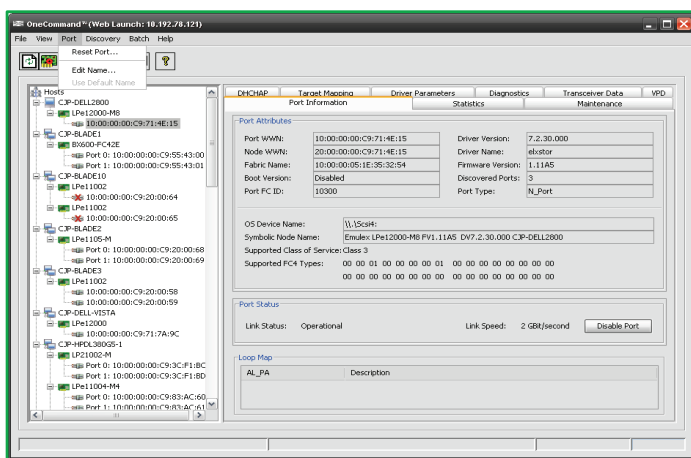 OneCommand™(Web Launch: 10.192.78.121)
File View Port Discovery Batch Help
Reset Port...
Edit Name...
Use Default Name
Hosts
CJP-DELL2800
LPe12000-M8
10:00:00:00:C9:71:4E:15
CJP-BLADE1
BX600-FC42E
Port 0: 10:00:00:00:C9:55:43:00
Port 1: 10:00:00:00:C9:55:43:01
CJP-BLADE10
LPe11002
10:00:00:00:C9:20:00:64
LPe11002
10:00:00:00:C9:20:00:65
CJP-BLADE2
LPe1105-M
Port 0: 10:00:00:00:C9:20:00:68
Port 1: 10:00:00:00:C9:20:00:69
CJP-BLADE3
LPe11002
10:00:00:00:C9:20:00:58
10:00:00:00:C9:20:00:59
CJP-DELL-VISTA
LPe12000
10:00:00:00:C9:71:7A:9C
CJP-HPDL380G5-1
LP21002-M
Port 0: 10:00:00:00:C9:3C:F1:BC
Port 1: 10:00:00:00:C9:3C:F1:BD
LPe11004-M4
Port 0: 10:00:00:00:C9:83:AC:60
Port 1: 10:00:00:00:C9:83:AC:61
DHCHAP Target Mapping Driver Parameters Diagnostics Transceiver Data VPD
Port Information Statistics Maintenance
Port Attributes
Port WWN: 10:00:00:00:C9:71:4E:15 Driver Version: 7.2.30.000
Node WWN: 20:00:00:00:C9:71:4E:15 Driver Name: elxstor
Fabric Name: 10:00:00:05:1E:35:32:54 Firmware Version: 1.11A5
Boot Version: Disabled Discovered Ports: 3
Port FC ID: 10300 Port Type: N_Port
OS Device Name: \\.\Scsi4:
Symbolic Node Name: Emulex LPe12000-M8 FV1.11A5 DV7.2.30.000 CJP-DELL2800
Supported Class of Service: Class 3
Supported FC4 Types: 00 00 01 00 00 00 00 01 00 00 00 00 00 00 00 00
00 00 00 00 00 00 00 00 00 00 00 00 00 00 00 00
Port Status
Link Status: Operational Link Speed: 2 GBit/second Disable Port
Loop Map
AL_PA Description